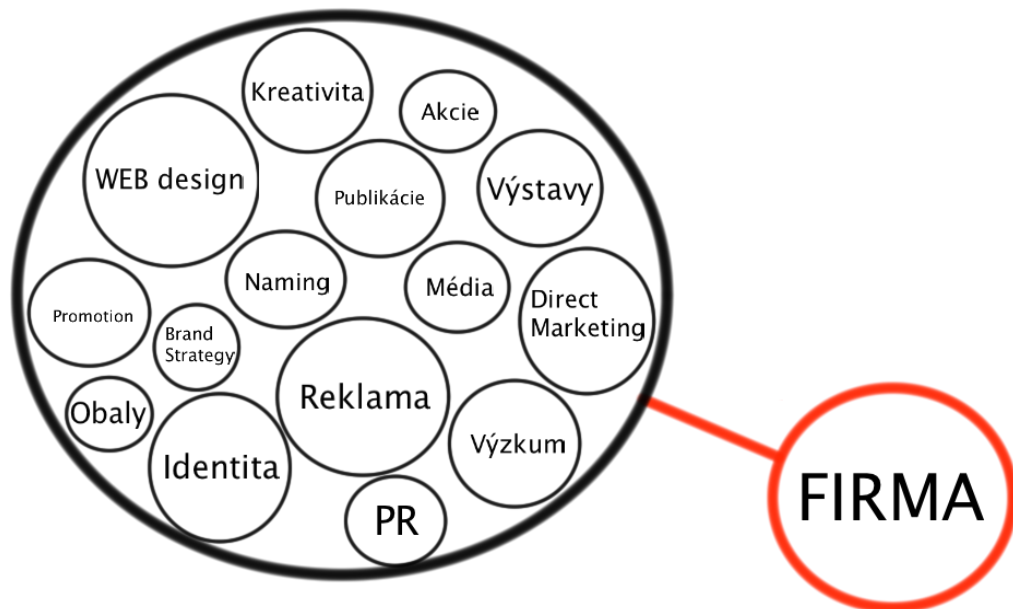 Kreativita
Akcie
WEB design
Publikácie
Výstavy
Naming
Média
Direct
Marketing
Promotion
Brand
Strategy
Reklama
Obaly
Identita
Výzkum
PR
FIRMA